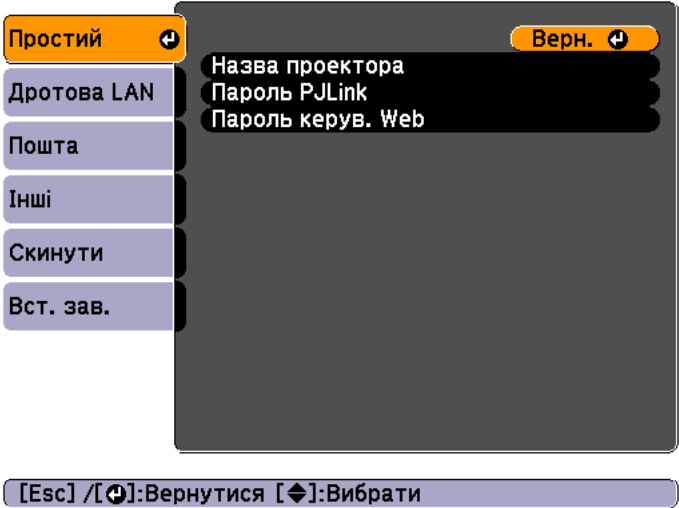 Простий
Верн.
Назва проектора
Пароль PJLink
Пароль керув. Web
Дротова LAN
Пошта
Інші
Скинути
Вст. зав.
[Esc] /[⏎]:Вернутися [◆]:Вибрати